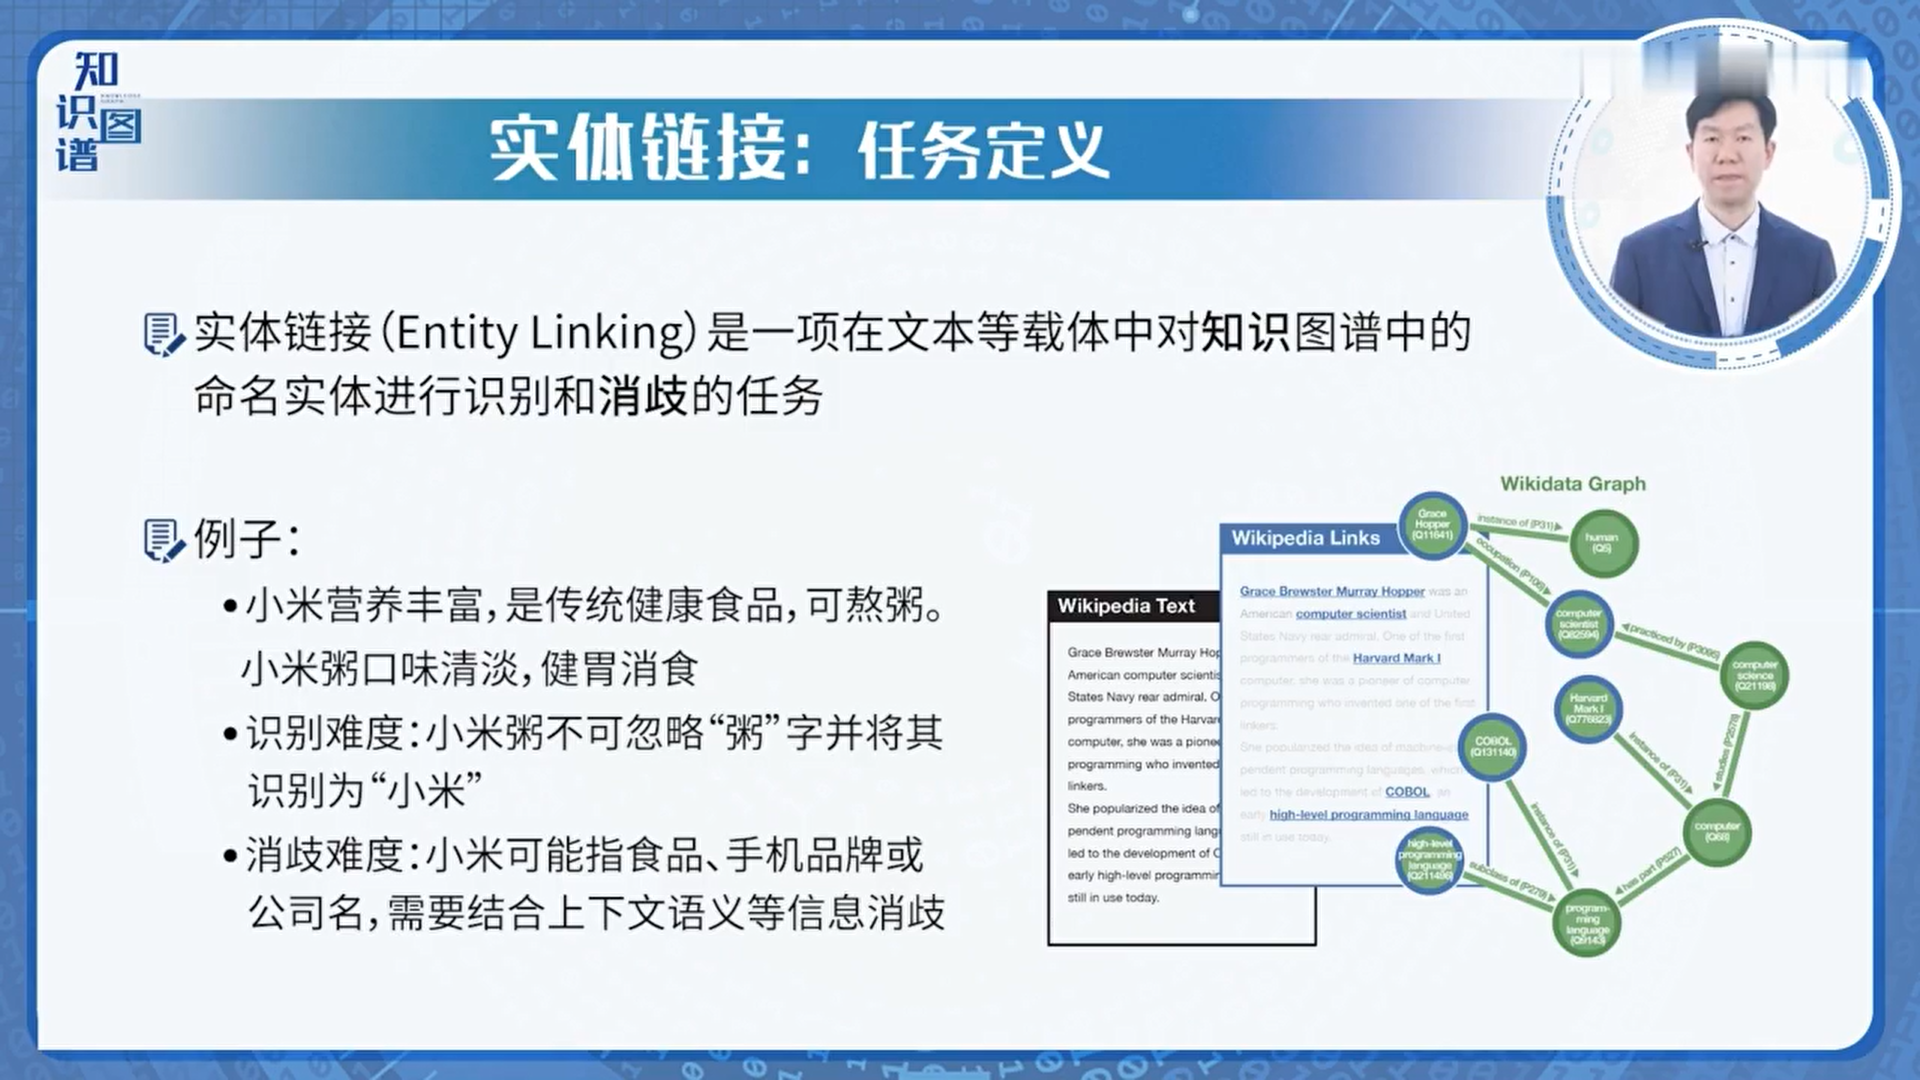 知识图谱
KNOWLEDGE GRAPH
实体链接：任务定义
实体链接（Entity Linking）是一项在文本等载体中对知识图谱中的
命名实体进行识别和消歧的任务
例子：
•小米营养丰富，是传统健康食品，可熬粥。
小米粥口味清淡，健胃消食
•识别难度：小米粥不可忽略“粥”字并将其
识别为“小米”
•消歧难度：小米可能指食品、手机品牌或
公司名，需要结合上下文语义等信息消歧
Wikipedia Text
Grace Brewster Murray Hop
American computer scientis
States Navy rear admiral. O
programmers of the Harvar
computer, she was a pionee
programming who invented
linkers.
She popularized the idea of
pendent programming lang
led to the development of C
early high-level programmin
still in use today.
Wikipedia Links
Grace Brewster Murray Hopper was an
American computer scientist and United
States Navy rear admiral. One of the first
programmers of the Harvard Mark I
computer, she was a pioneer of computer
programming who invented one of the first
linkers.
She popularized the idea of machine-
pendent programming languages, which
led to the development of COBOL, an
early high-level programming language
still in use today.
Wikidata Graph
Grace
Hopper
(Q11641)
instance of (P31)
human
(Q5)
occupation (P106)
computer
scientist
(Q82594)
practiced by (P3095)
computer
science
(Q21198)
Harvard
Mark I
(Q776823)
instance of (P31)
studies (P2578)
COBOL
(Q131140)
instance of (P31)
computer
(Q68)
has part (P527)
high-level
programming
language
(Q211496)
subclass of (P279)
program-
ming
language
(Q9143)